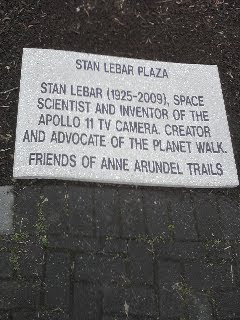 STAN LEBAR PLAZA
STAN LEBAR (1925-2009), SPACE
SCIENTIST AND INVENTOR OF THE
APOLLO 11 TV CAMERA. CREATOR
AND ADVOCATE OF THE PLANET WALK.
FRIENDS OF ANNE ARUNDEL TRAILS